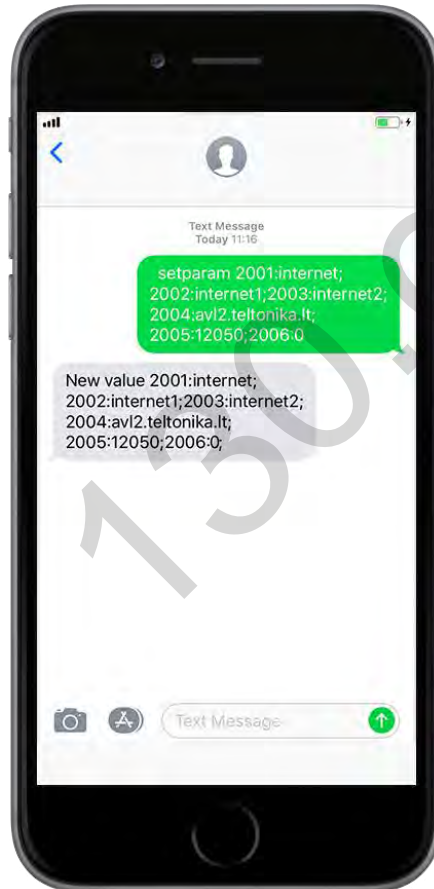 Text Message
Today 11:16
setparam 2001:internet;
2002:internet1;2003:internet2;
2004:avl2.teltonika.lt;
2005:12050;2006:0
New value 2001:internet;
2002:internet1;2003:internet2;
2004:avl2.teltonika.lt;
2005:12050;2006:0;
Text Message